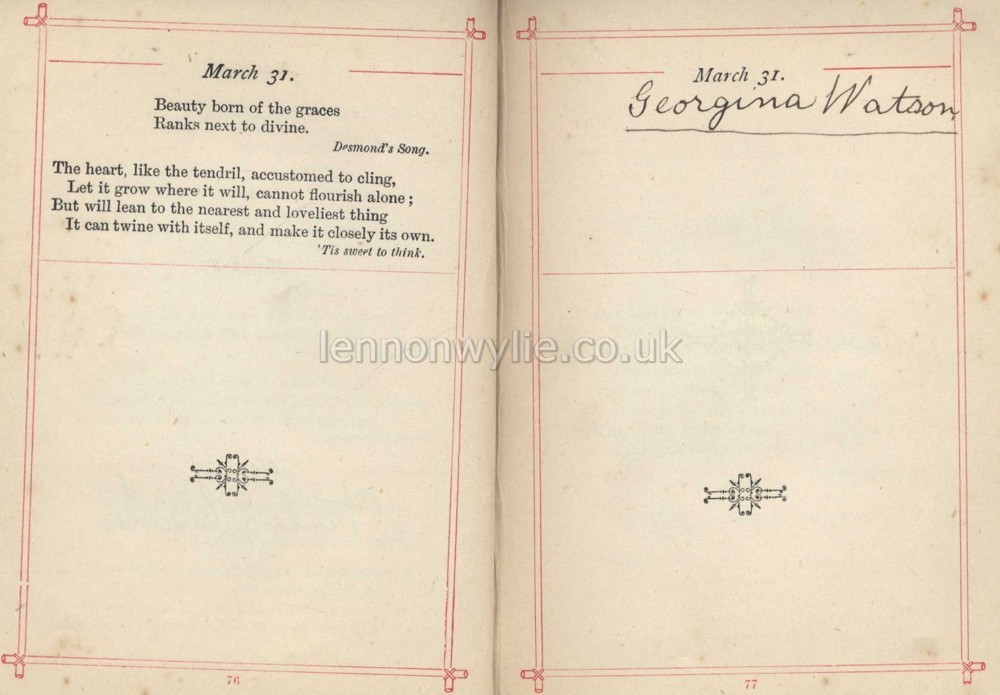 March 31.
Beauty born of the graces
Ranks next to divine.
Desmond's Song.
The heart, like the tendril, accustomed to cling,
Let it grow where it will, cannot flourish alone ;
But will lean to the nearest and loveliest thing
It can twine with itself, and make it closely its own.
'Tis sweet to think.
76
March 31.
Georgina Watson
77
lennonwylie.co.uk